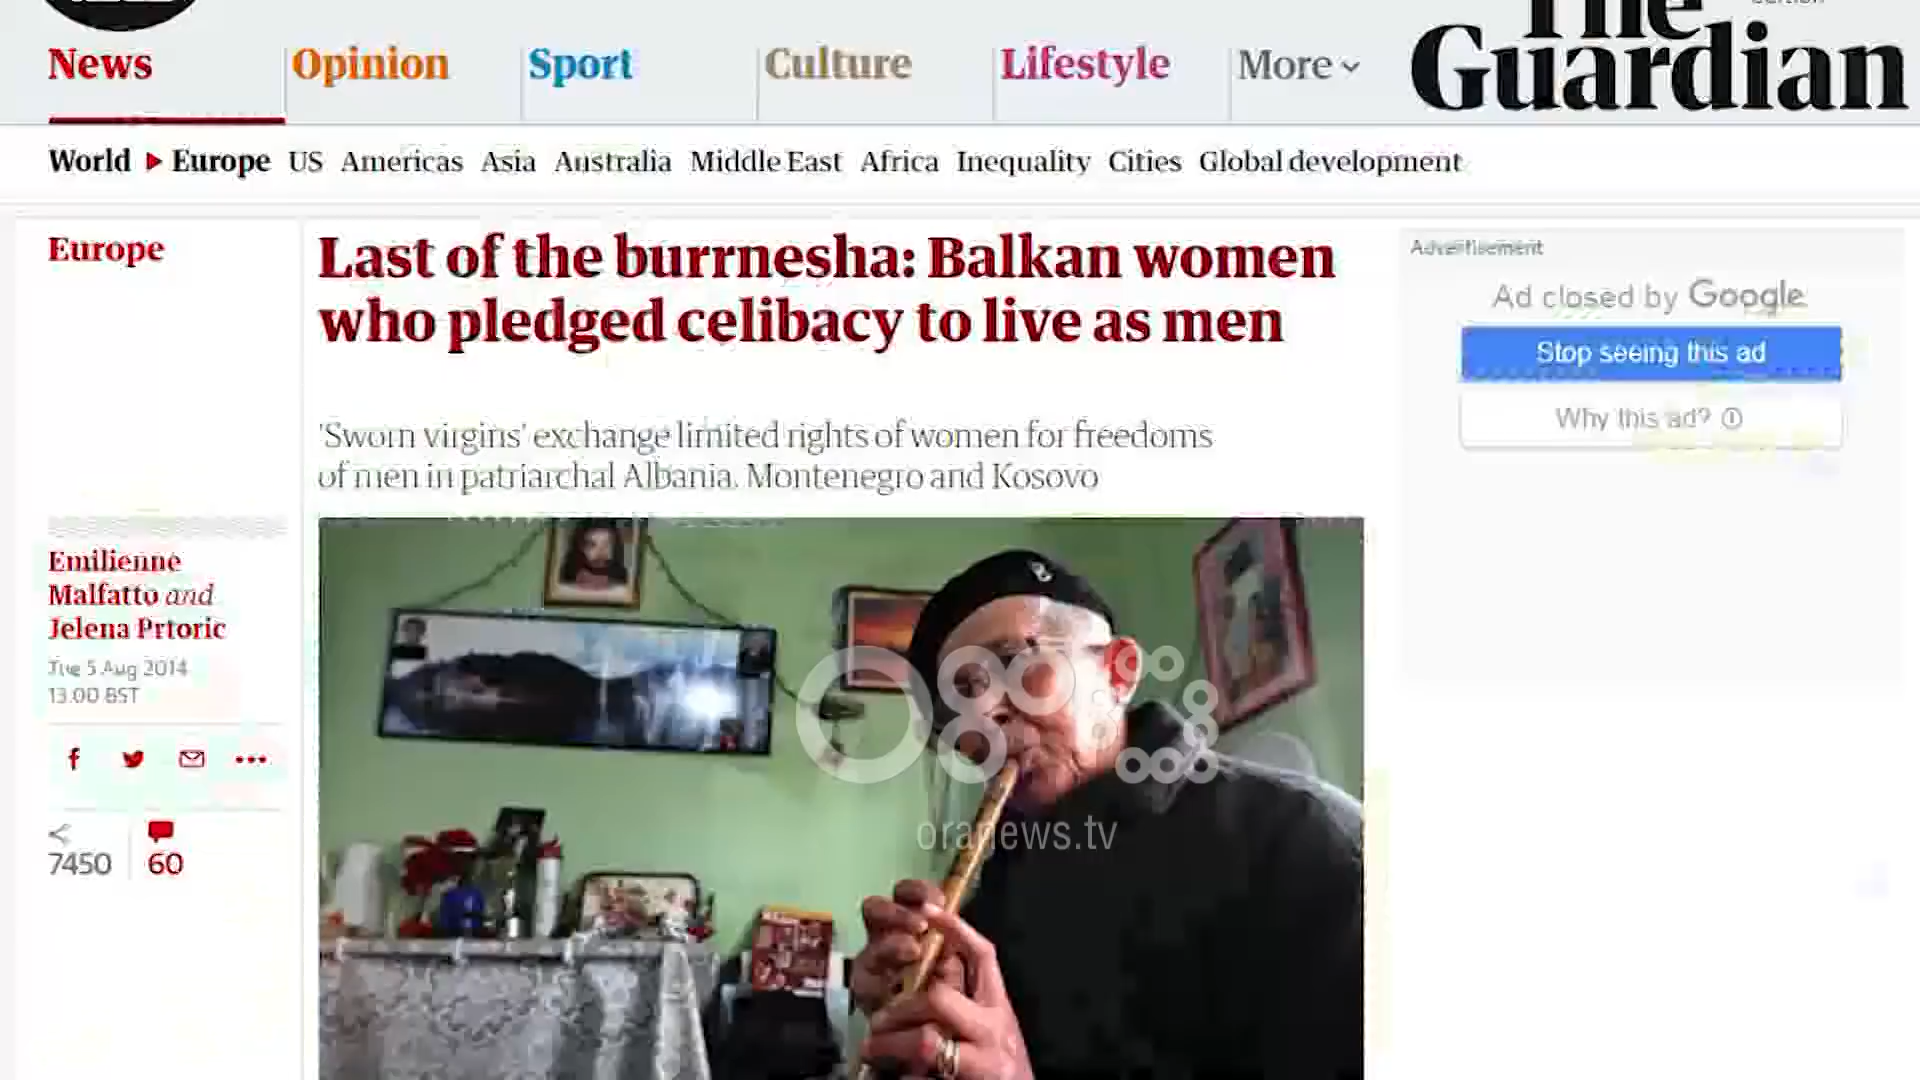 The
Guardian
News
Opinion
Sport
Culture
Lifestyle
More
World
Europe
US
Americas
Asia
Australia
Middle East
Africa
Inequality
Cities
Global development
Europe
Last of the burrnesha: Balkan women
who pledged celibacy to live as men
'Sworn virgins' exchange limited rights of women for freedoms
of men in patriarchal Albania, Montenegro and Kosovo
Emilienne
Malfatto and
Jelena Prtoric
Tue 5 Aug 2014
13.00 BST
7450
60
Advertisement
Ad closed by Google
Stop seeing this ad
Why this ad?
oranews.tv